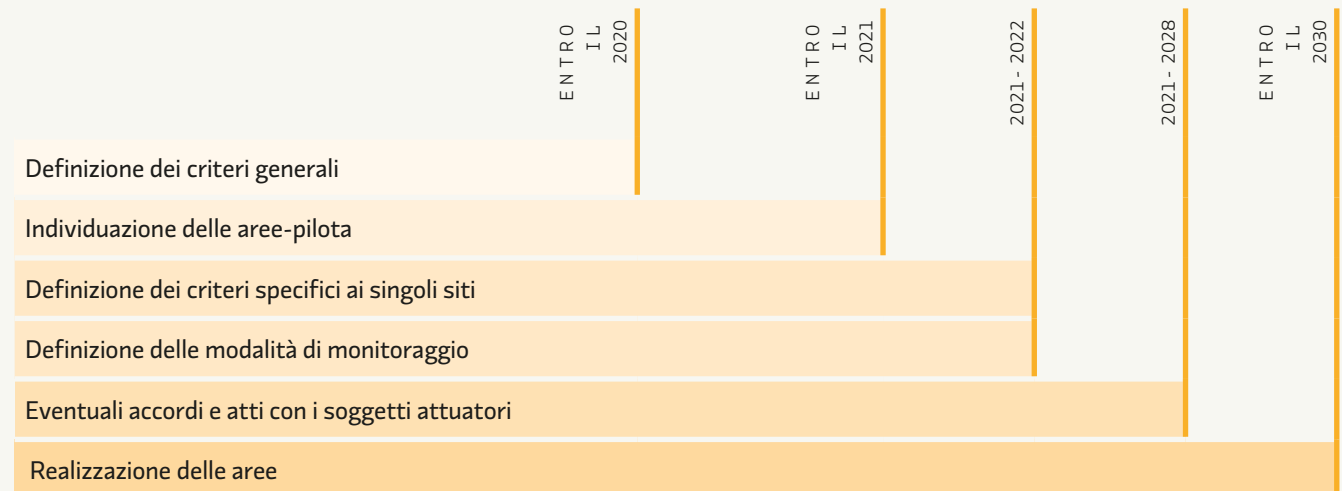 ENTRO
IL
2020
ENTRO
IL
2021
2021 - 2022
2021 - 2028
ENTRO
IL
2030
Definizione dei criteri generali
Individuazione delle aree-pilota
Definizione dei criteri specifici ai singoli siti
Definizione delle modalità di monitoraggio
Eventuali accordi e atti con i soggetti attuatori
Realizzazione delle aree